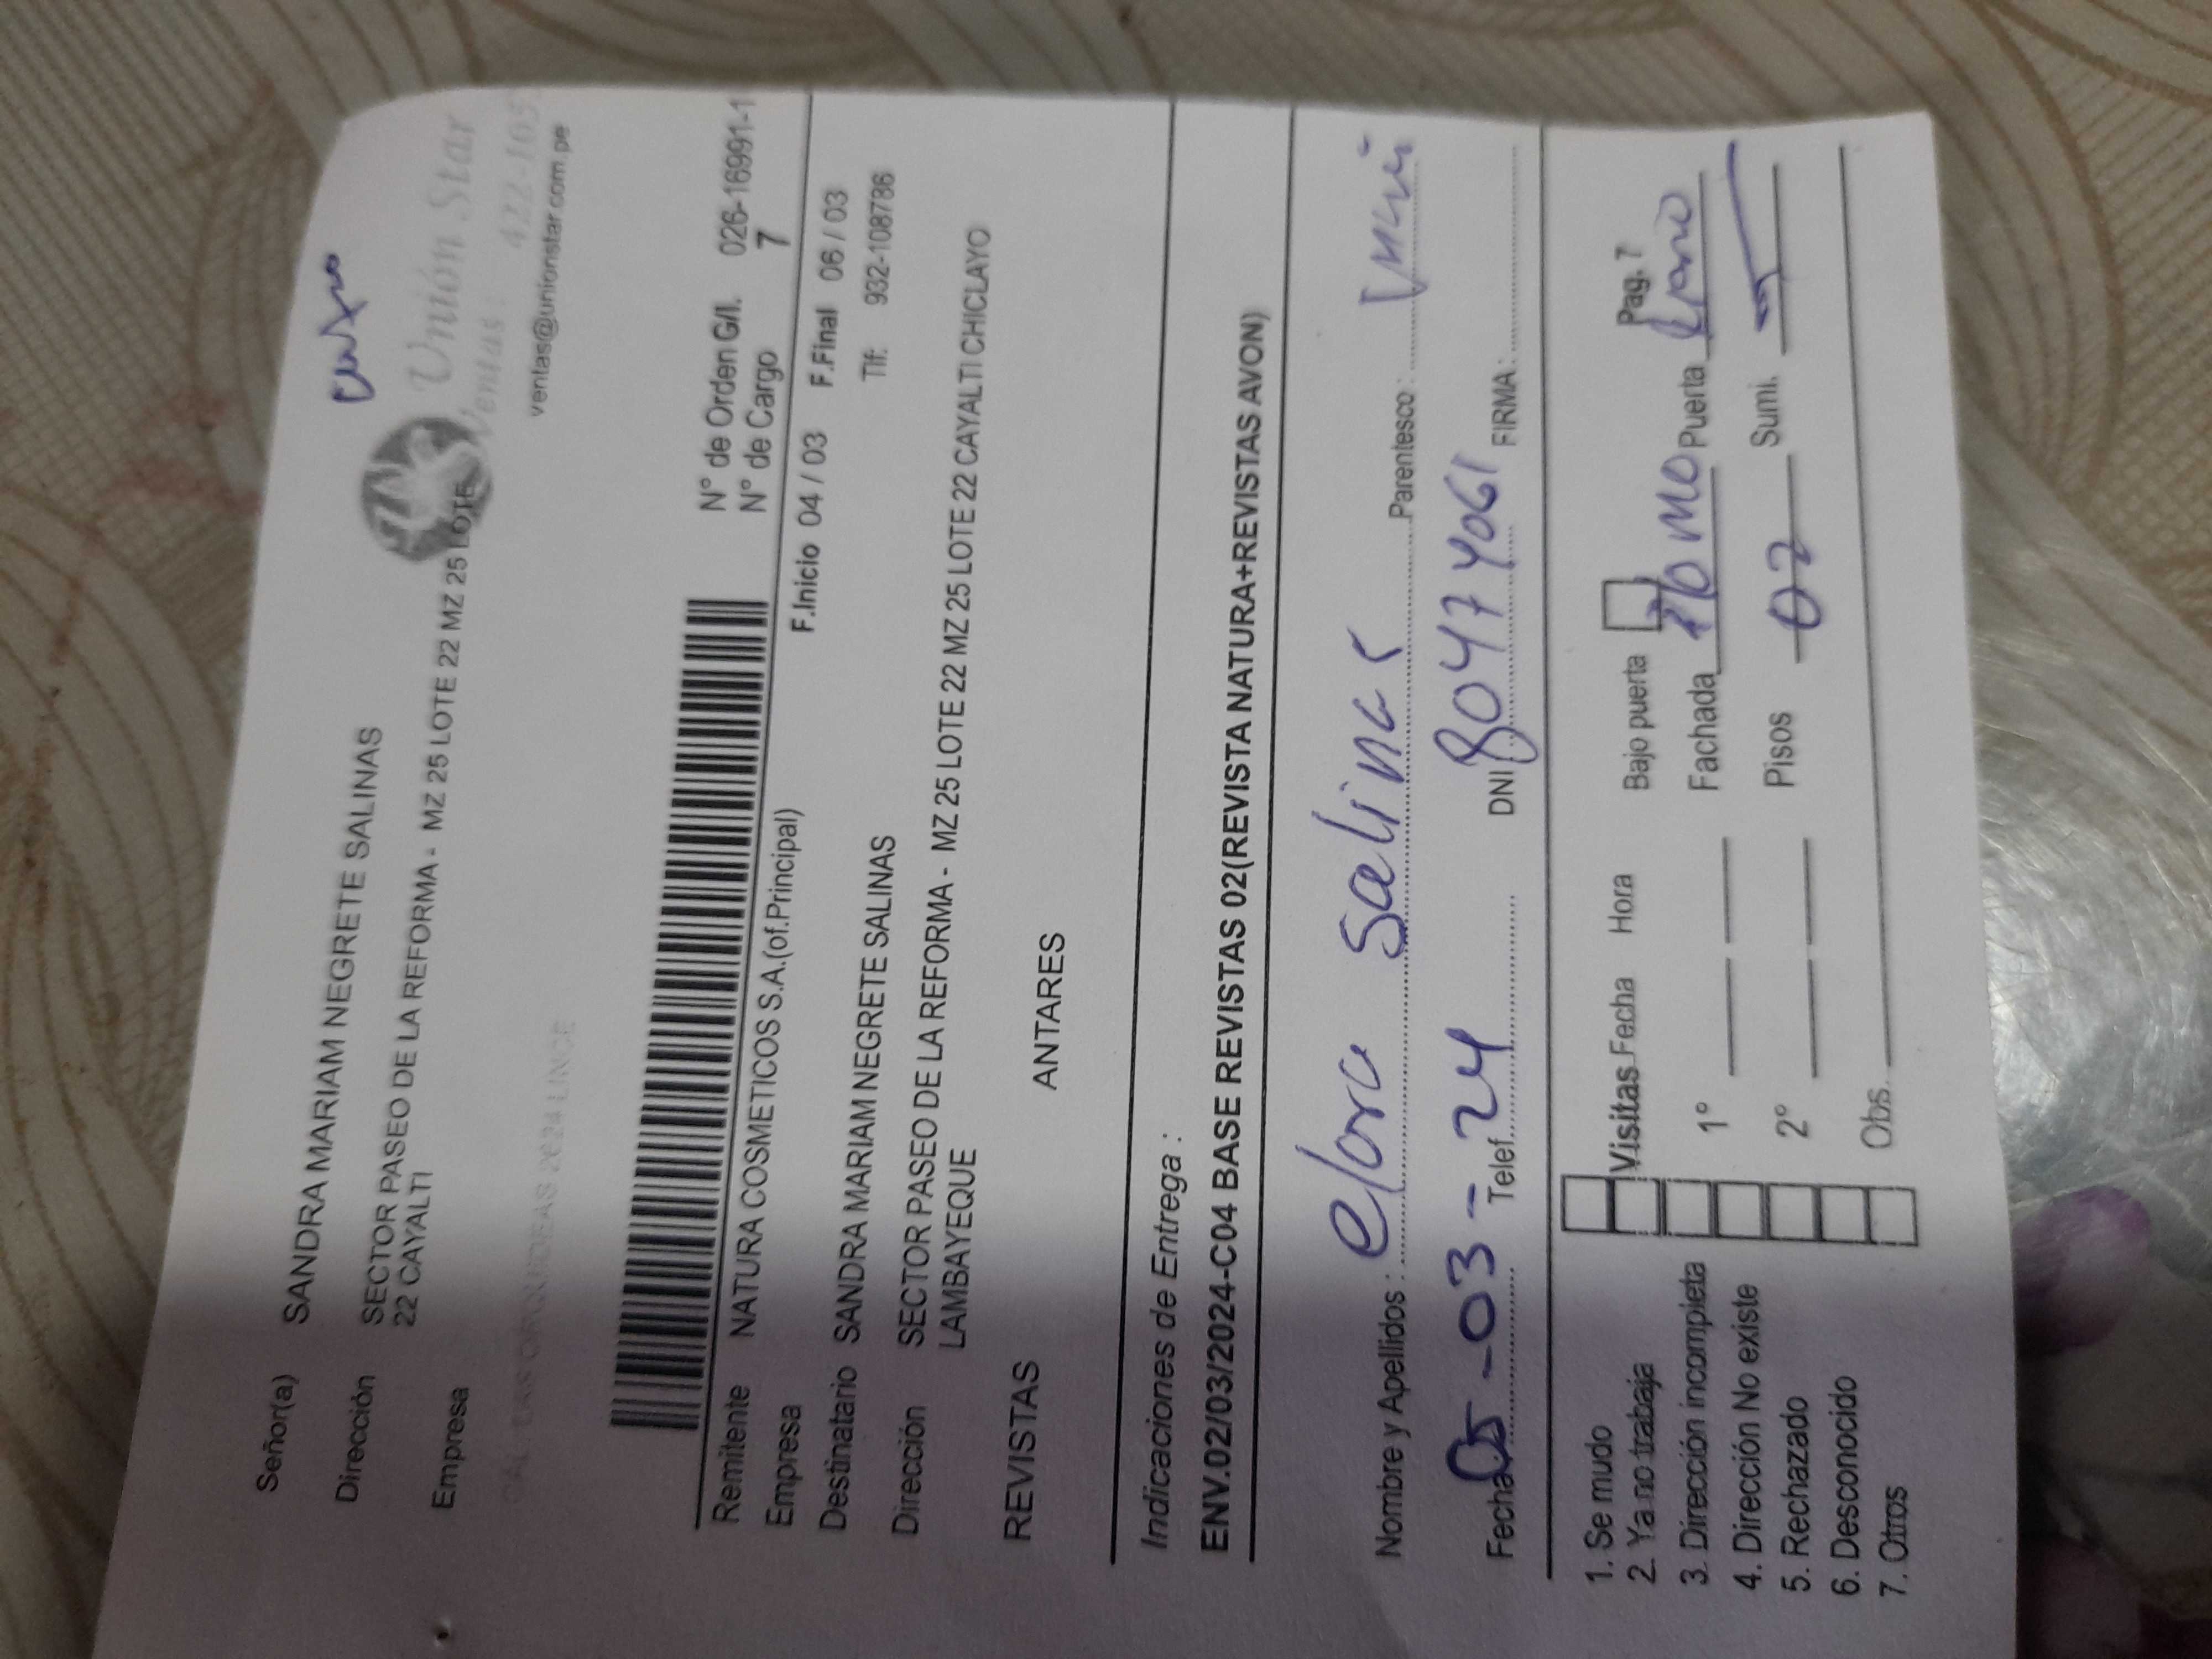 Señor(a) SANDRA MARIAM NEGRETE SALINAS
Dirección SECTOR PASEO DE LA REFORMA - MZ 25 LOTE 22 MZ 25 LOTE
22 CAYALTI
Empresa
Unión Star
Ventas: 422-105
ventas@unionstar.com.pe
N° de Orden G/I. 026-16991-1
N° de Cargo 7
Remitente NATURA COSMETICOS S.A.(of.Principal)
Empresa F.Inicio 04 / 03 F.Final 06 / 03
Destinatario SANDRA MARIAM NEGRETE SALINAS Tlf: 932-108786
Dirección SECTOR PASEO DE LA REFORMA - MZ 25 LOTE 22 MZ 25 LOTE 22 CAYALTI CHICLAYO
LAMBAYEQUE
REVISTAS ANTARES
Indicaciones de Entrega :
ENV.02/03/2024-C04 BASE REVISTAS 02(REVISTA NATURA+REVISTAS AVON)
Nombre y Apellidos : elora salinas Parentesco :
Fecha 05-03-24 Telef. DNI 80474061 FIRMA:
1. Se mudo
2. Ya no trabaja Visitas Fecha Hora Bajo puerta Pag. 7
3. Dirección incompleta
4. Dirección No existe 1º Fachada Puerta
5. Rechazado 2º Pisos 02 Sumi.
6. Desconocido
7. Otros Obs.